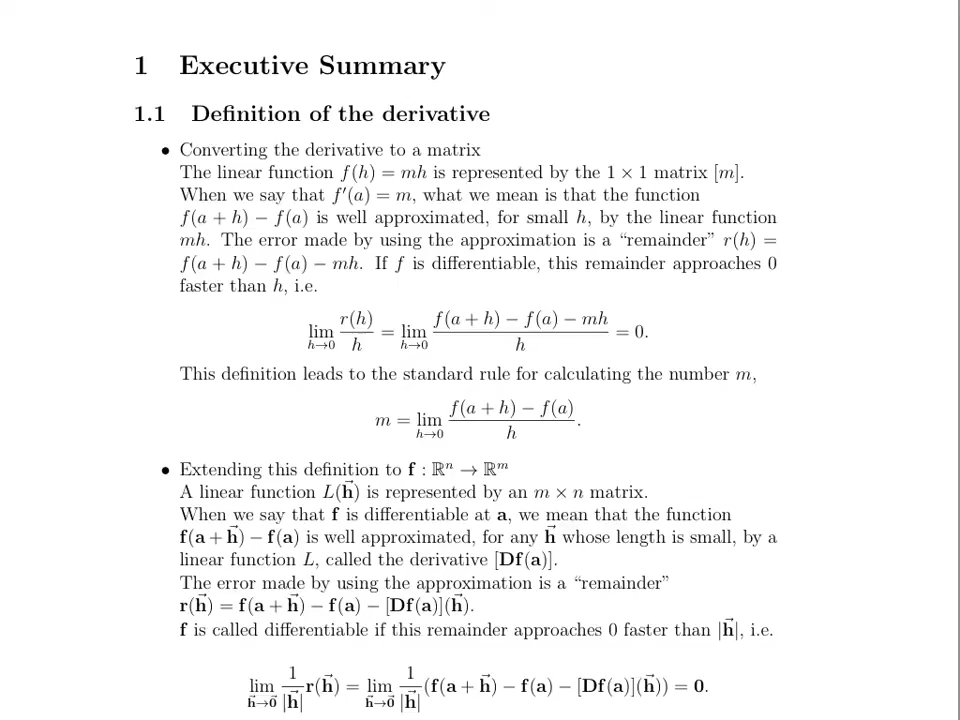 1 Executive Summary
1.1 Definition of the derivative
• Converting the derivative to a matrix
The linear function f(h) = mh is represented by the 1 × 1 matrix [m].
When we say that f′(a) = m, what we mean is that the function
f(a + h) − f(a) is well approximated, for small h, by the linear function
mh. The error made by using the approximation is a “remainder” r(h) =
f(a + h) − f(a) − mh. If f is differentiable, this remainder approaches 0
faster than h, i.e.
lim_{h→0} r(h)/h = lim_{h→0} (f(a + h) − f(a) − mh)/h = 0.
This definition leads to the standard rule for calculating the number m,
m = lim_{h→0} (f(a + h) − f(a))/h.
• Extending this definition to f : ℝⁿ → ℝᵐ
A linear function L(h⃗) is represented by an m × n matrix.
When we say that f is differentiable at a, we mean that the function
f(a + h⃗) − f(a) is well approximated, for any h⃗ whose length is small, by a
linear function L, called the derivative [Df(a)].
The error made by using the approximation is a “remainder”
r(h⃗) = f(a + h⃗) − f(a) − [Df(a)](h⃗).
f is called differentiable if this remainder approaches 0 faster than |h⃗|, i.e.
lim_{h⃗→0⃗} 1/|h⃗| r(h⃗) = lim_{h⃗→0⃗} 1/|h⃗| (f(a + h⃗) − f(a) − [Df(a)](h⃗)) = 0.